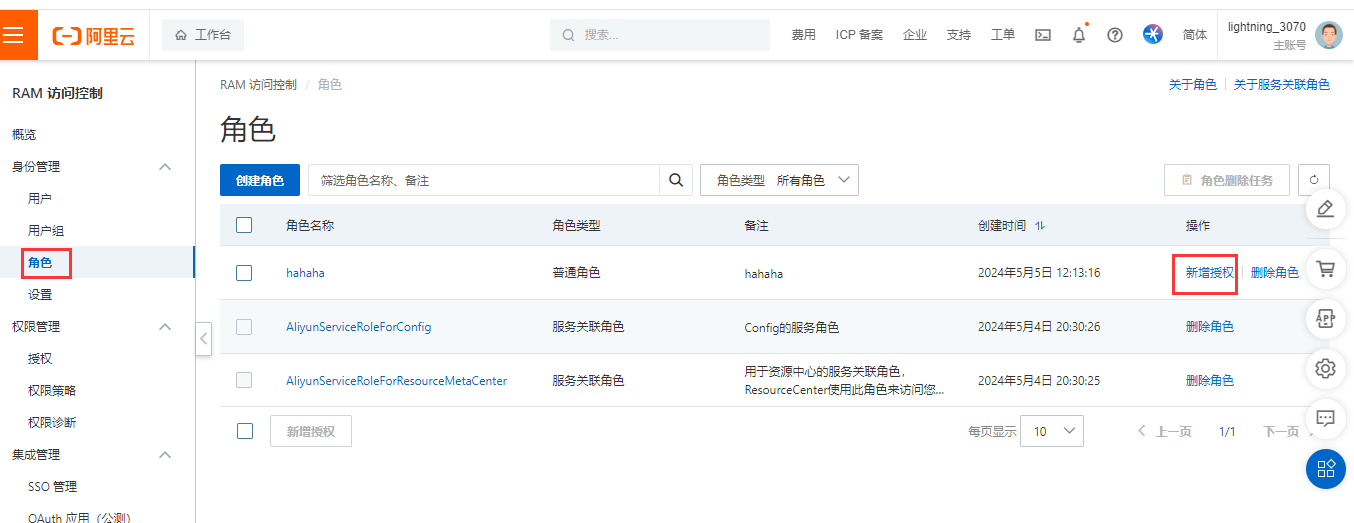 阿里云 工作台 搜索... 费用 ICP 备案 企业 支持 工单 简体 lightning_3070
主账号
RAM 访问控制
概览
身份管理
用户
用户组
角色
设置
权限管理
授权
权限策略
权限诊断
集成管理
SSO 管理
OAuth 应用（公测）
RAM 访问控制 / 角色 关于角色 关于服务关联角色
角色
创建角色 筛选角色名称、备注 角色类型 所有角色 角色删除任务
角色名称 角色类型 备注 创建时间 操作
hahaha 普通角色 hahaha 2024年5月5日 12:13:16 新增授权 删除角色
AliyunServiceRoleForConfig 服务关联角色 Config的服务角色 2024年5月4日 20:30:26 删除角色
AliyunServiceRoleForResourceMetaCenter 服务关联角色 用于资源中心的服务关联角色， 2024年5月4日 20:30:25 删除角色
ResourceCenter使用此角色来访问您...
新增授权 每页显示 10 上一页 1/1 下一页
APP